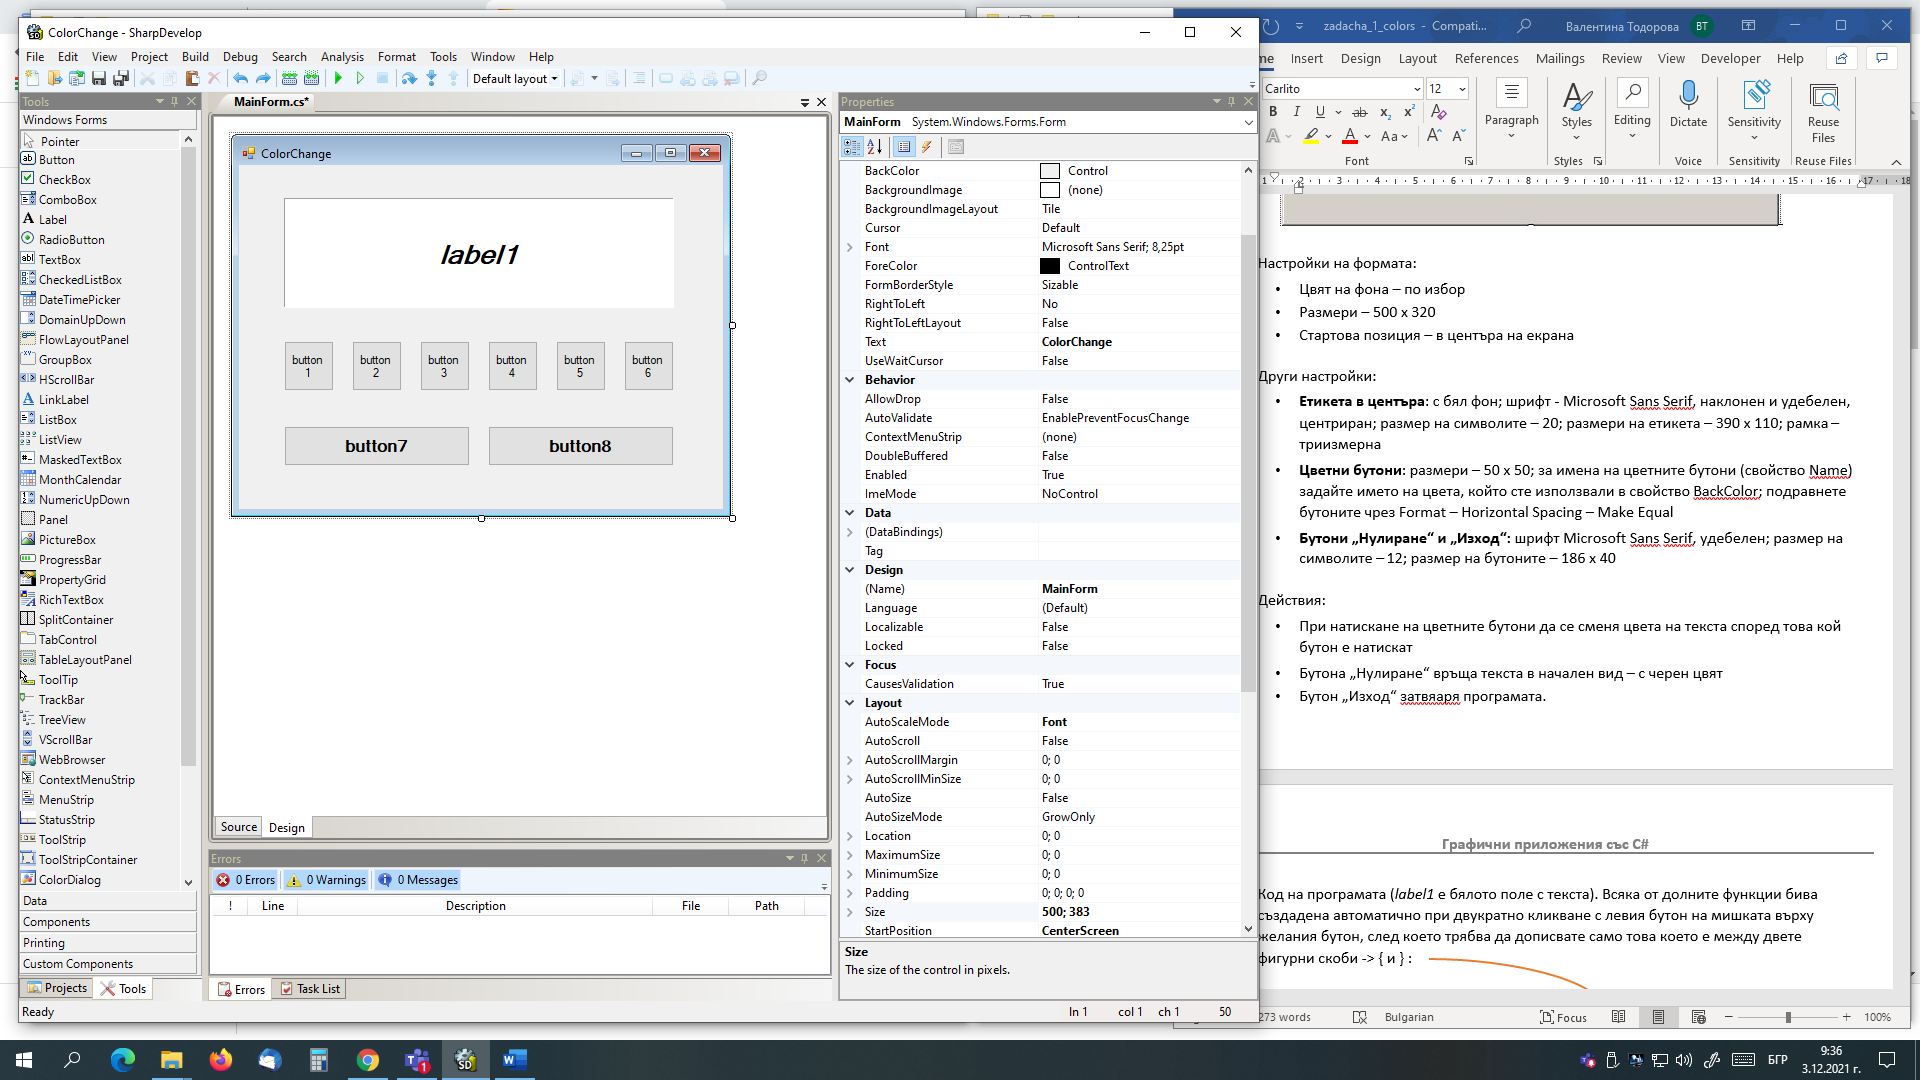 ColorChange - SharpDevelop
File Edit View Project Build Debug Search Analysis Format Tools Window Help
Default layout
Tools
Windows Forms
Pointer
Button
CheckBox
ComboBox
Label
RadioButton
TextBox
CheckedListBox
DateTimePicker
DomainUpDown
FlowLayoutPanel
GroupBox
HScrollBar
LinkLabel
ListBox
ListView
MaskedTextBox
MonthCalendar
NumericUpDown
Panel
PictureBox
ProgressBar
PropertyGrid
RichTextBox
SplitContainer
TabControl
TableLayoutPanel
ToolTip
TrackBar
TreeView
VScrollBar
WebBrowser
ContextMenuStrip
MenuStrip
StatusStrip
ToolStrip
ToolStripContainer
ColorDialog
Data
Components
Printing
Custom Components
Projects Tools
Ready
MainForm.cs*
ColorChange
label1
button 1
button 2
button 3
button 4
button 5
button 6
button7
button8
Source Design
Errors
0 Errors 0 Warnings 0 Messages
! Line Description File Path
Errors Task List
ln 1 col 1 ch 1 50
Properties
MainForm System.Windows.Forms.Form
BackColor Control
BackgroundImage (none)
BackgroundImageLayout Tile
Cursor Default
Font Microsoft Sans Serif; 8,25pt
ForeColor ControlText
FormBorderStyle Sizable
RightToLeft No
RightToLeftLayout False
Text ColorChange
UseWaitCursor False
Behavior
AllowDrop False
AutoValidate EnablePreventFocusChange
ContextMenuStrip (none)
DoubleBuffered False
Enabled True
ImeMode NoControl
Data
(DataBindings)
Tag
Design
(Name) MainForm
Language (Default)
Localizable False
Locked False
Focus
CausesValidation True
Layout
AutoScaleMode Font
AutoScroll False
AutoScrollMargin 0; 0
AutoScrollMinSize 0; 0
AutoSize False
AutoSizeMode GrowOnly
Location 0; 0
MaximumSize 0; 0
MinimumSize 0; 0
Padding 0; 0; 0; 0
Size 500; 383
StartPosition CenterScreen
Size
The size of the control in pixels.
zadacha_1_colors - Compati... Валентина Тодорова ВТ
me Insert Design Layout References Mailings Review View Developer Help
Carlito 12
Paragraph Styles Editing Dictate Sensitivity Reuse Files
Font Styles Voice Sensitivity Reuse Files
1 2 3 4 5 6 7 8 9 10 11 12 13 14 15 16 17 18
Настройки на формата:
• Цвят на фона – по избор
• Размери – 500 x 320
• Стартова позиция – в центъра на екрана
Други настройки:
• Етикета в центъра: с бял фон; шрифт - Microsoft Sans Serif, наклонен и удебелен,
центриран; размер на символите – 20; размери на етикета – 390 x 110; рамка –
триизмерна
• Цветни бутони: размери – 50 x 50; за имена на цветните бутони (свойство Name)
задайте името на цвета, който сте използвали в свойство BackColor; подравнете
бутоните чрез Format – Horizontal Spacing – Make Equal
• Бутони „Нулиране“ и „Изход“: шрифт Microsoft Sans Serif, удебелен; размер на
символите – 12; размер на бутоните – 186 x 40
Действия:
• При натискане на цветните бутони да се сменя цвета на текста според това кой
бутон е натискат
• Бутона „Нулиране“ връща текста в начален вид – с черен цвят
• Бутон „Изход“ затвяаря програмата.
Графични приложения със C#
Код на програмата (label1 е бялото поле с текста). Всяка от долните функции бива
създадена автоматично при двукратно кликване с левия бутон на мишката върху
желания бутон, след което трябва да дописвате само това което е между двете
фигурни скоби -> { и } :
273 words Bulgarian Focus 100%
БГР
9:36
3.12.2021 г.